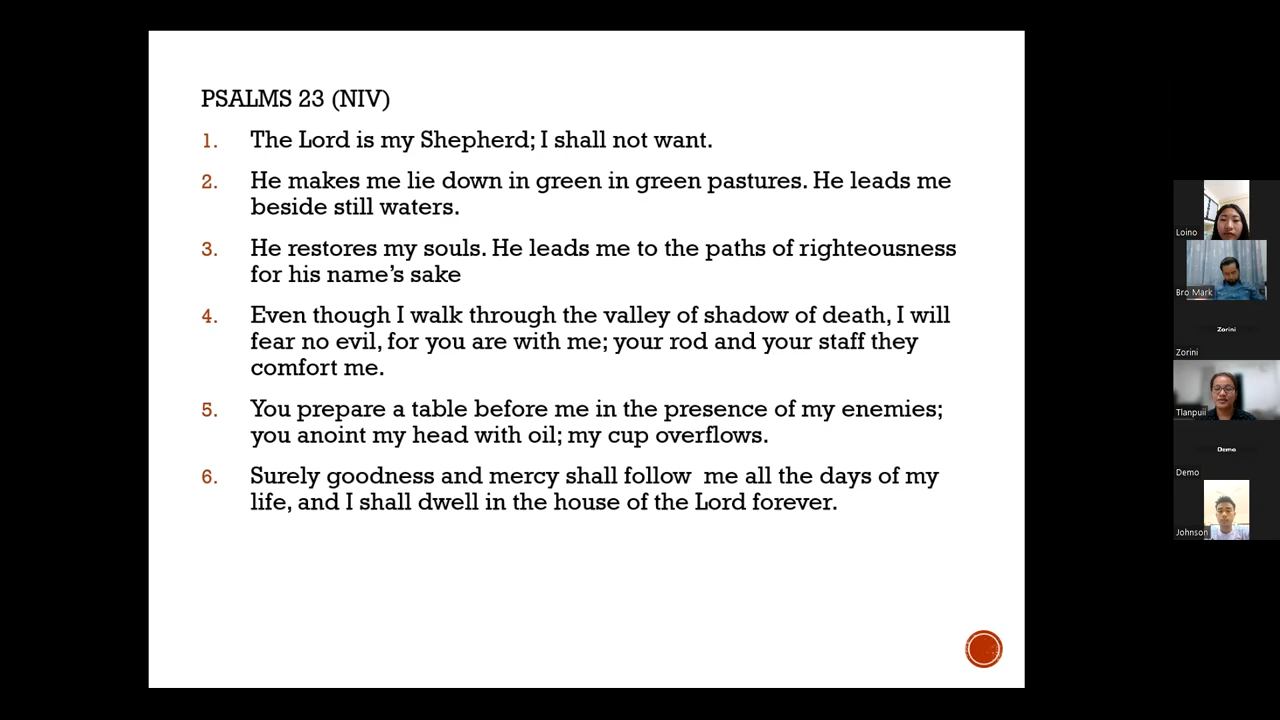 PSALMS 23 (NIV)
1. The Lord is my Shepherd; I shall not want.
2. He makes me lie down in green in green pastures. He leads me
beside still waters.
3. He restores my souls. He leads me to the paths of righteousness
for his name’s sake
4. Even though I walk through the valley of shadow of death, I will
fear no evil, for you are with me; your rod and your staff they
comfort me.
5. You prepare a table before me in the presence of my enemies;
you anoint my head with oil; my cup overflows.
6. Surely goodness and mercy shall follow  me all the days of my
life, and I shall dwell in the house of the Lord forever.
Loino
Bro Mark
Zorini
Zorini
Tlanpuii
Demo
Demo
Johnson